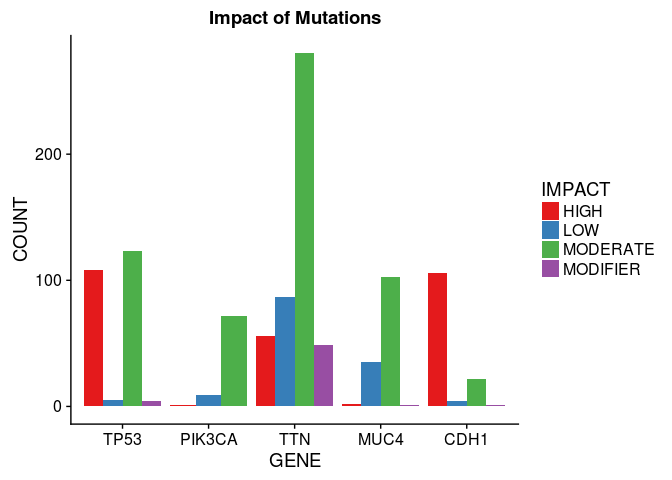 Impact of Mutations
COUNT
200
100
0
TP53 PIK3CA TTN MUC4 CDH1
GENE
IMPACT
HIGH
LOW
MODERATE
MODIFIER